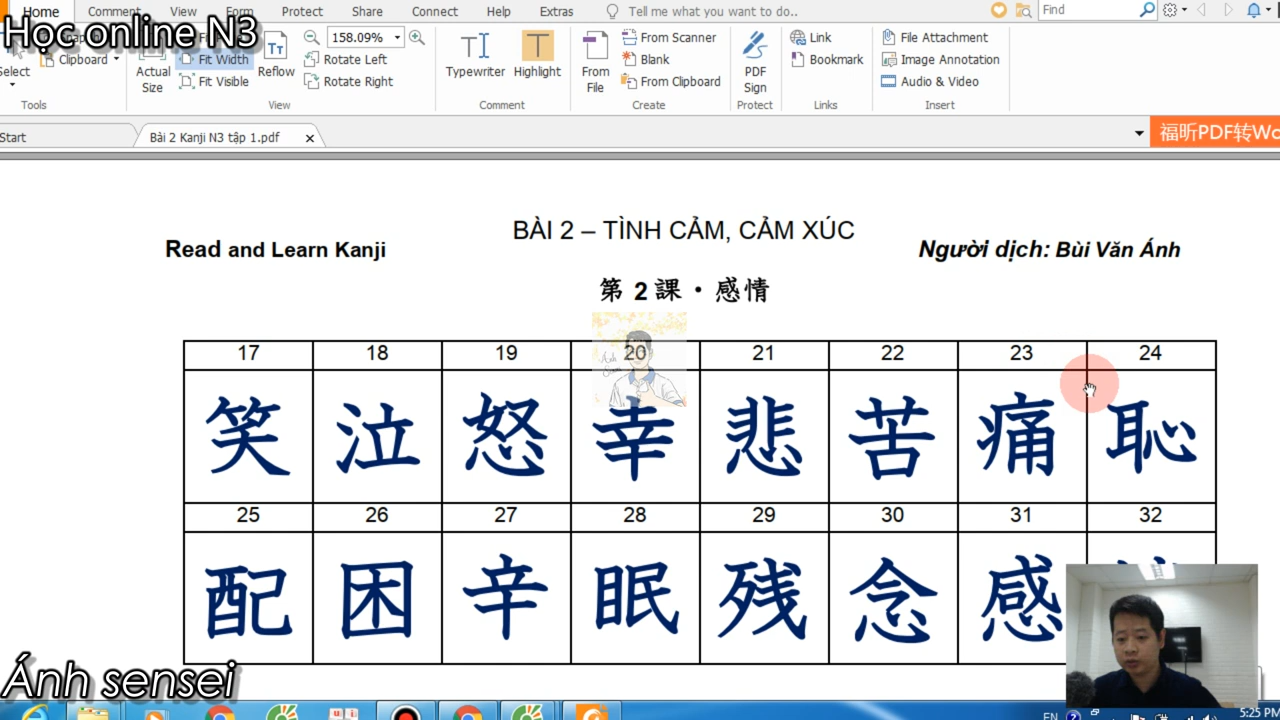 Home Comment View Form Protect Share Connect Help Extras Tell me what you want to do.. Find
Học online N3
Select
Clipboard
Actual Size
Fit Width
Fit Visible
Reflow
158.09%
Rotate Left
Rotate Right
Typewriter
Highlight
From File
From Scanner
Blank
From Clipboard
PDF Sign
Link
Bookmark
File Attachment
Image Annotation
Audio & Video
Tools View Comment Create Protect Links Insert
Start
Bài 2 Kanji N3 tập 1.pdf
福昕PDF转Wo
BÀI 2 – TÌNH CẢM, CẢM XÚC
Read and Learn Kanji
Người dịch: Bùi Văn Ánh
第 2 課・感情
17 18 19 20 21 22 23 24
笑 泣 怒 幸 悲 苦 痛 恥
25 26 27 28 29 30 31 32
配 困 辛 眠 残 念 感
Ánh sensei
EN
5:25 PM